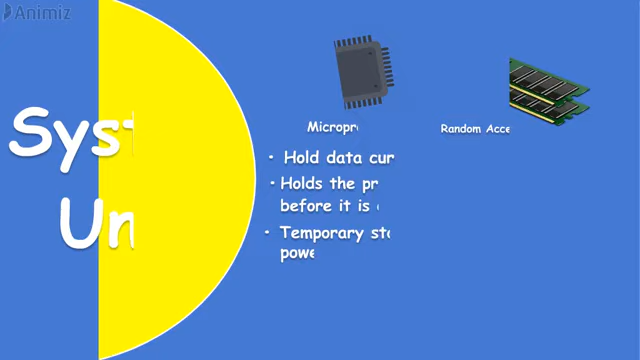 Animiz
Syst
Un
Micropr
Random Acce
• Hold data cur
• Holds the pr
before it is
• Temporary st
powe